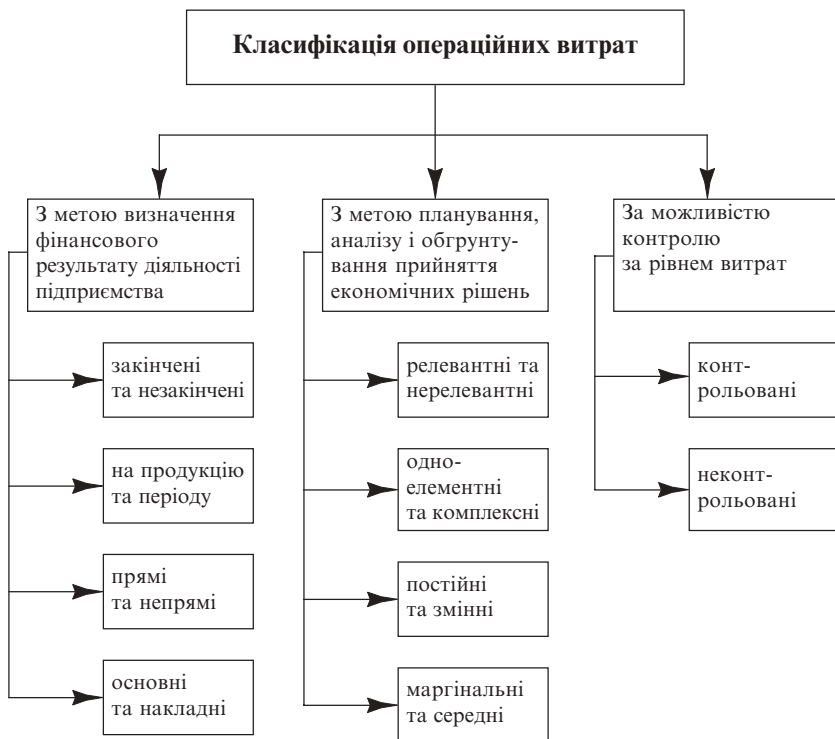 Класифікація операційних витрат
З метою визначення
фінансового
результату діяльності
підприємства
закінчені
та незакінчені
на продукцію
та періоду
прямі
та непрямі
основні
та накладні
З метою планування,
аналізу і обгрунту-
вання прийняття
економічних рішень
релевантні та
нерелевантні
одно-
елементні
та комплексні
постійні
та змінні
маргінальні
та середні
За можливістю
контролю
за рівнем витрат
конт-
рольовані
неконт-
рольовані